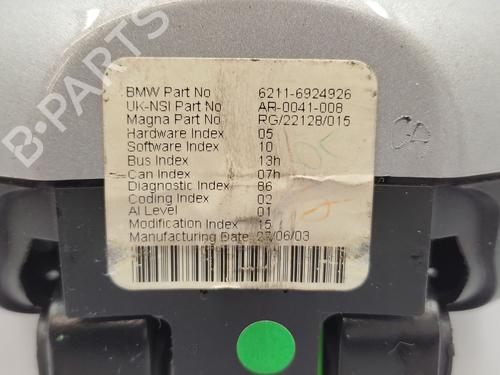 BMW Part No 6211-6924926
UK-NSI Part No AR-0041-008
Magna Part No RG/22128/015
Hardware Index 05
Software Index 10
Bus Index 13h
Can Index 07h
Diagnostic Index 86
Coding Index 02
AI Level 01
Modification Index 15
Manufacturing Date 27/06/03